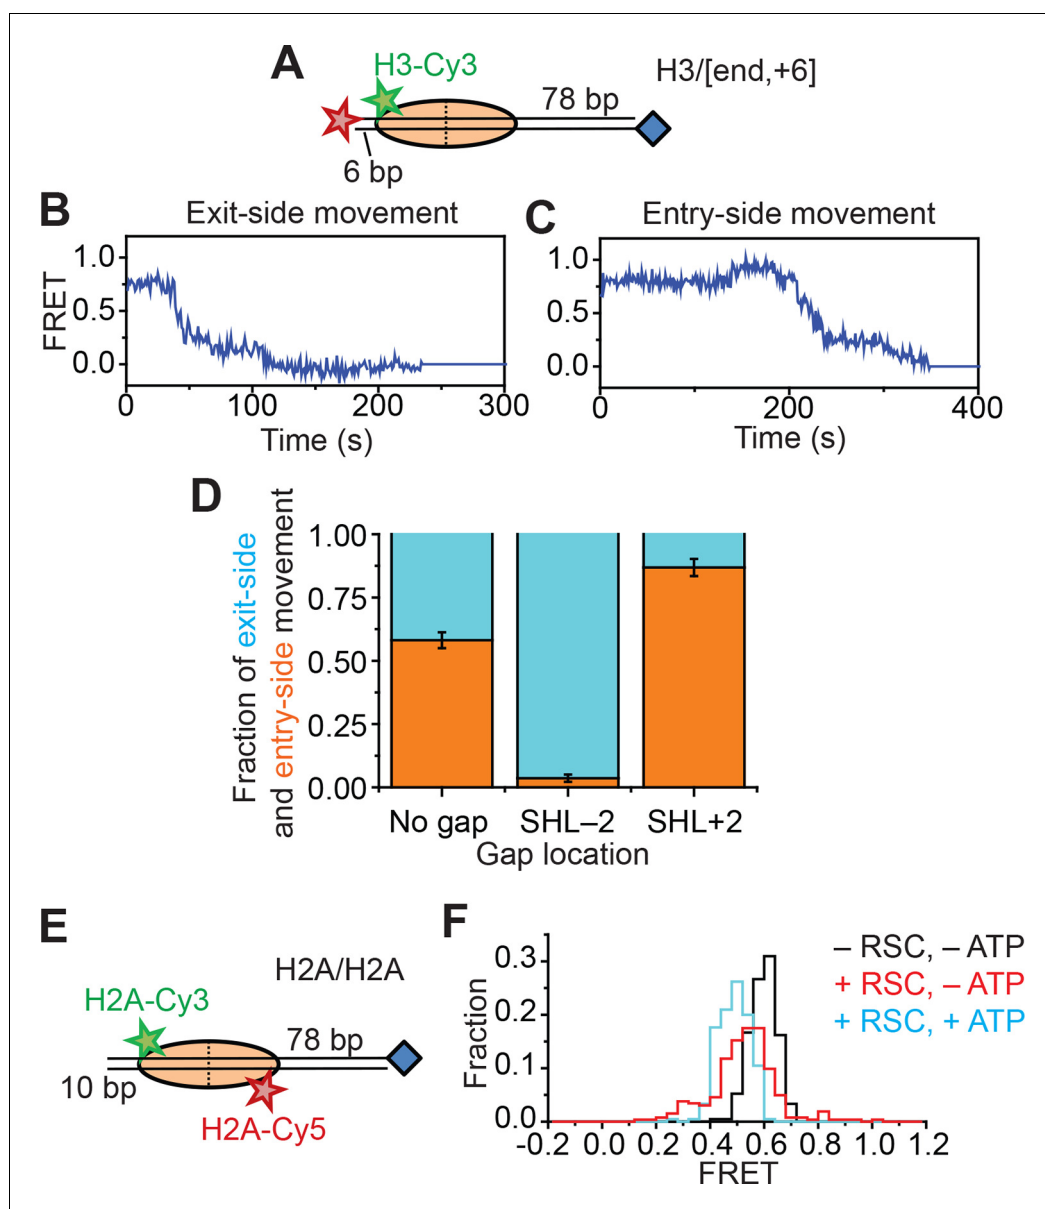 A
H3-Cy3
H3/[end,+6]
78 bp
6 bp
B
Exit-side movement
FRET
1.0
0.5
0.0
0
100
200
300
Time (s)
C
Entry-side movement
1.0
0.5
0.0
0
200
400
Time (s)
D
Fraction of exit-side
and entry-side movement
1.00
0.75
0.50
0.25
0.00
No gap
SHL–2
SHL+2
Gap location
E
H2A/H2A
H2A-Cy3
78 bp
10 bp
H2A-Cy5
F
– RSC, – ATP
+ RSC, – ATP
+ RSC, + ATP
Fraction
0.3
0.2
0.1
0.0
-0.2
0.0
0.2
0.4
0.6
0.8
1.0
1.2
FRET